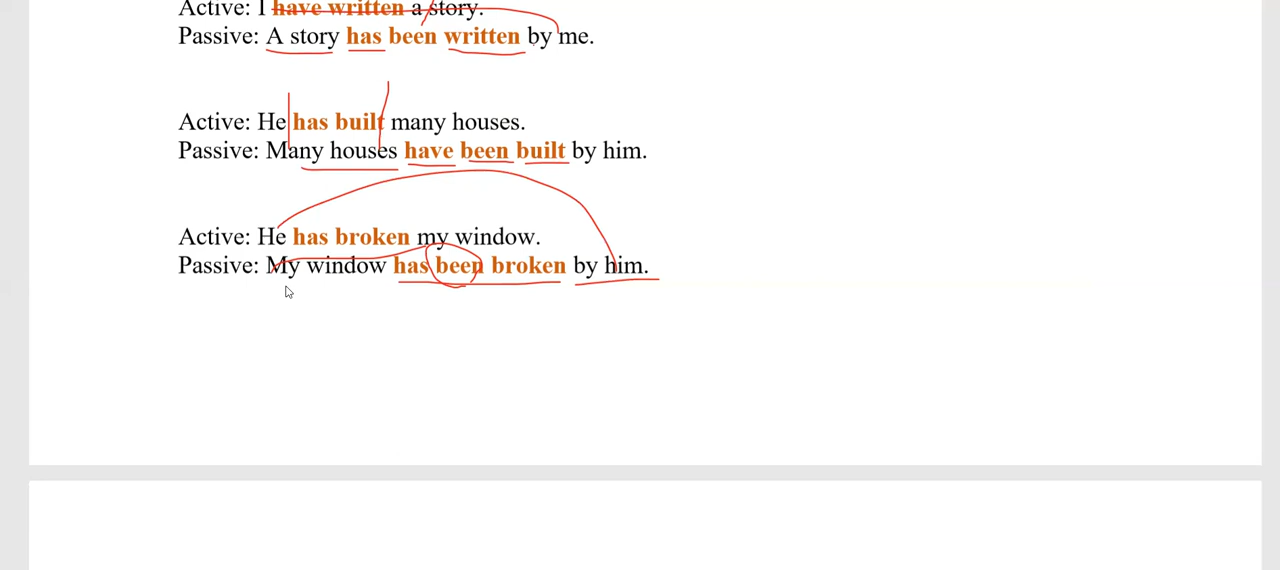 Active: I have written a story.
Passive: A story has been written by me.
Active: He has built many houses.
Passive: Many houses have been built by him.
Active: He has broken my window.
Passive: My window has been broken by him.